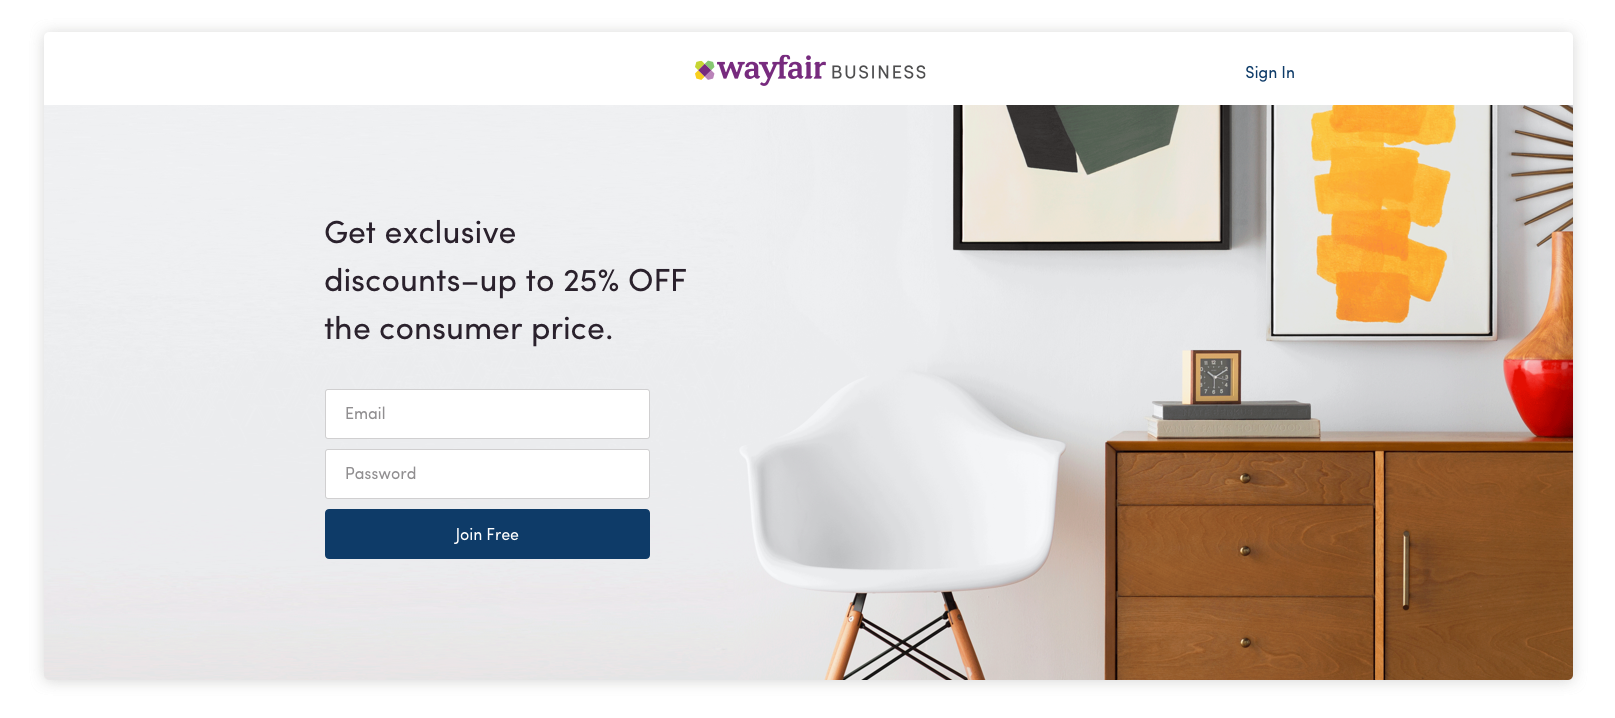 wayfair BUSINESS
Sign In
Get exclusive
discounts–up to 25% OFF
the consumer price.
Email
Password
Join Free